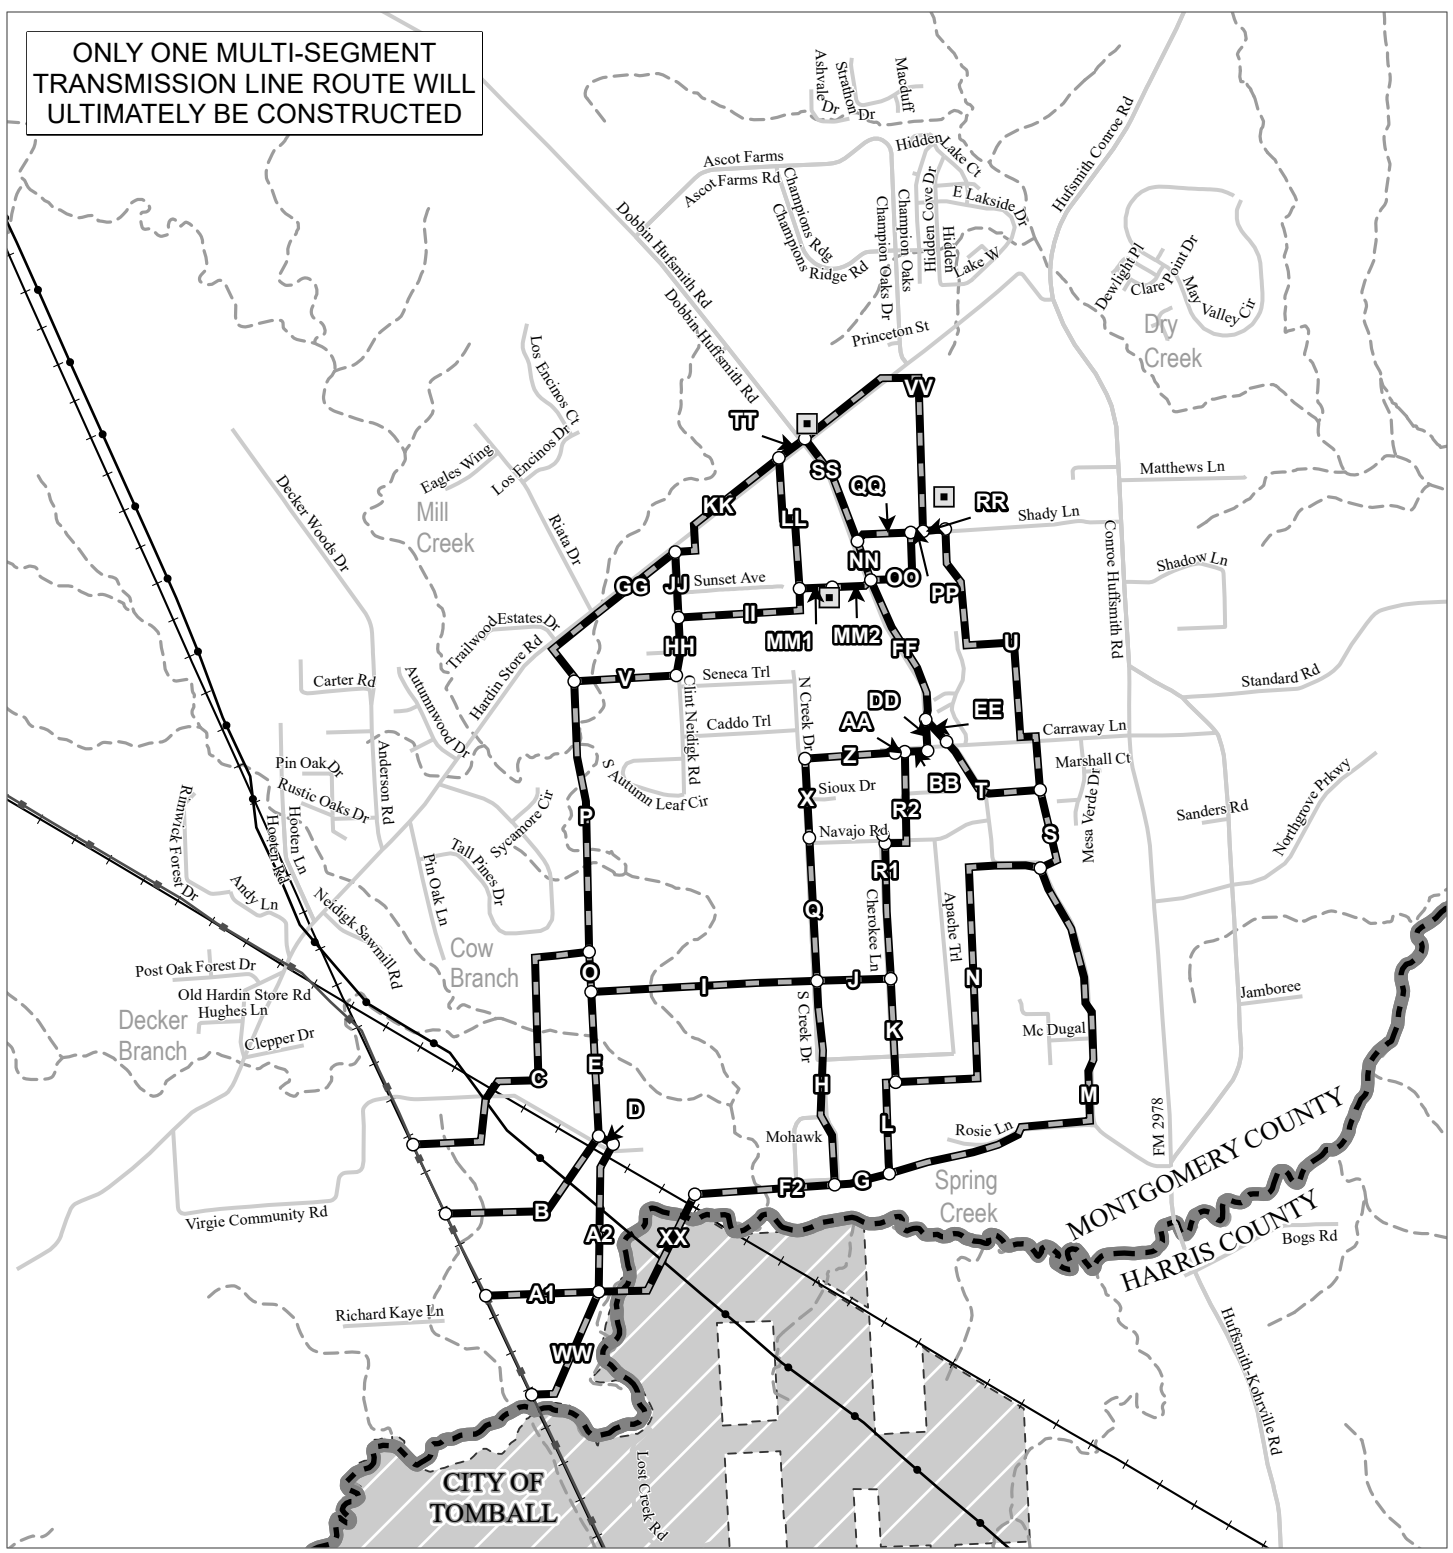 ONLY ONE MULTI-SEGMENT
TRANSMISSION LINE ROUTE WILL
ULTIMATELY BE CONSTRUCTED
Ashvale Dr
Strathon Dr
Macduff
Hufsmith Conroe Rd
Hidden Lake Ct
Ascot Farms
Ascot Farms Rd
Champions Rdg
Champions Ridge Rd
Champion Oaks
Champion Oaks Dr
Hidden Cove Dr
E Lakside Dr
Hidden Lake W
Dobbin Hufsmith Rd
Dobbin-Huffsmith Rd
Princeton St
Dewlight Pl
Clare Point Dr
May Valley Cir
Dry
Creek
Los Encinos Ct
Los Encinos Dr
Eagles Wing
Riata Dr
Mill
Creek
Decker Woods Dr
VV
TT
SS
QQ
RR
KK
LL
NN
OO
PP
GG
JJ
II
MM1
MM2
HH
FF
U
V
DD
EE
AA
BB
Z
T
X
R2
R1
S
P
Q
N
O
I
J
K
C
E
H
M
D
L
B
F2
G
A2
XX
A1
WW
Matthews Ln
Shady Ln
Shadow Ln
Conroe Huffsmith Rd
Sunset Ave
Trailwood Estates Dr
Hardin Store Rd
Standard Rd
Carter Rd
Autumnwood Dr
Seneca Trl
Clint Neidigk Rd
Caddo Trl
N Creek Dr
Carraway Ln
Marshall Ct
Mesa Verde Dr
Sanders Rd
Northgrove Prkwy
Anderson Rd
Pin Oak Dr
Rustic Oaks Dr
S Autumn Leaf Cir
Sioux Dr
Navajo Rd
Rimwick Forest Dr
Hooten Rd
Hooten Ln
Sycamore Cir
Tall Pines Dr
Pin Oak Ln
Andy Ln
Neidigk Sawmill Rd
Cherokee Ln
Apache Trl
Cow
Branch
Post Oak Forest Dr
Old Hardin Store Rd
Hughes Ln
Clepper Dr
Decker
Branch
S Creek Dr
Jamboree
Mc Dugal
Mohawk
Rosie Ln
FM 2978
Spring
Creek
MONTGOMERY COUNTY
HARRIS COUNTY
Bogs Rd
Virgie Community Rd
Richard Kaye Ln
Huffsmith-Kohrville Rd
Lost Creek Rd
CITY OF
TOMBALL